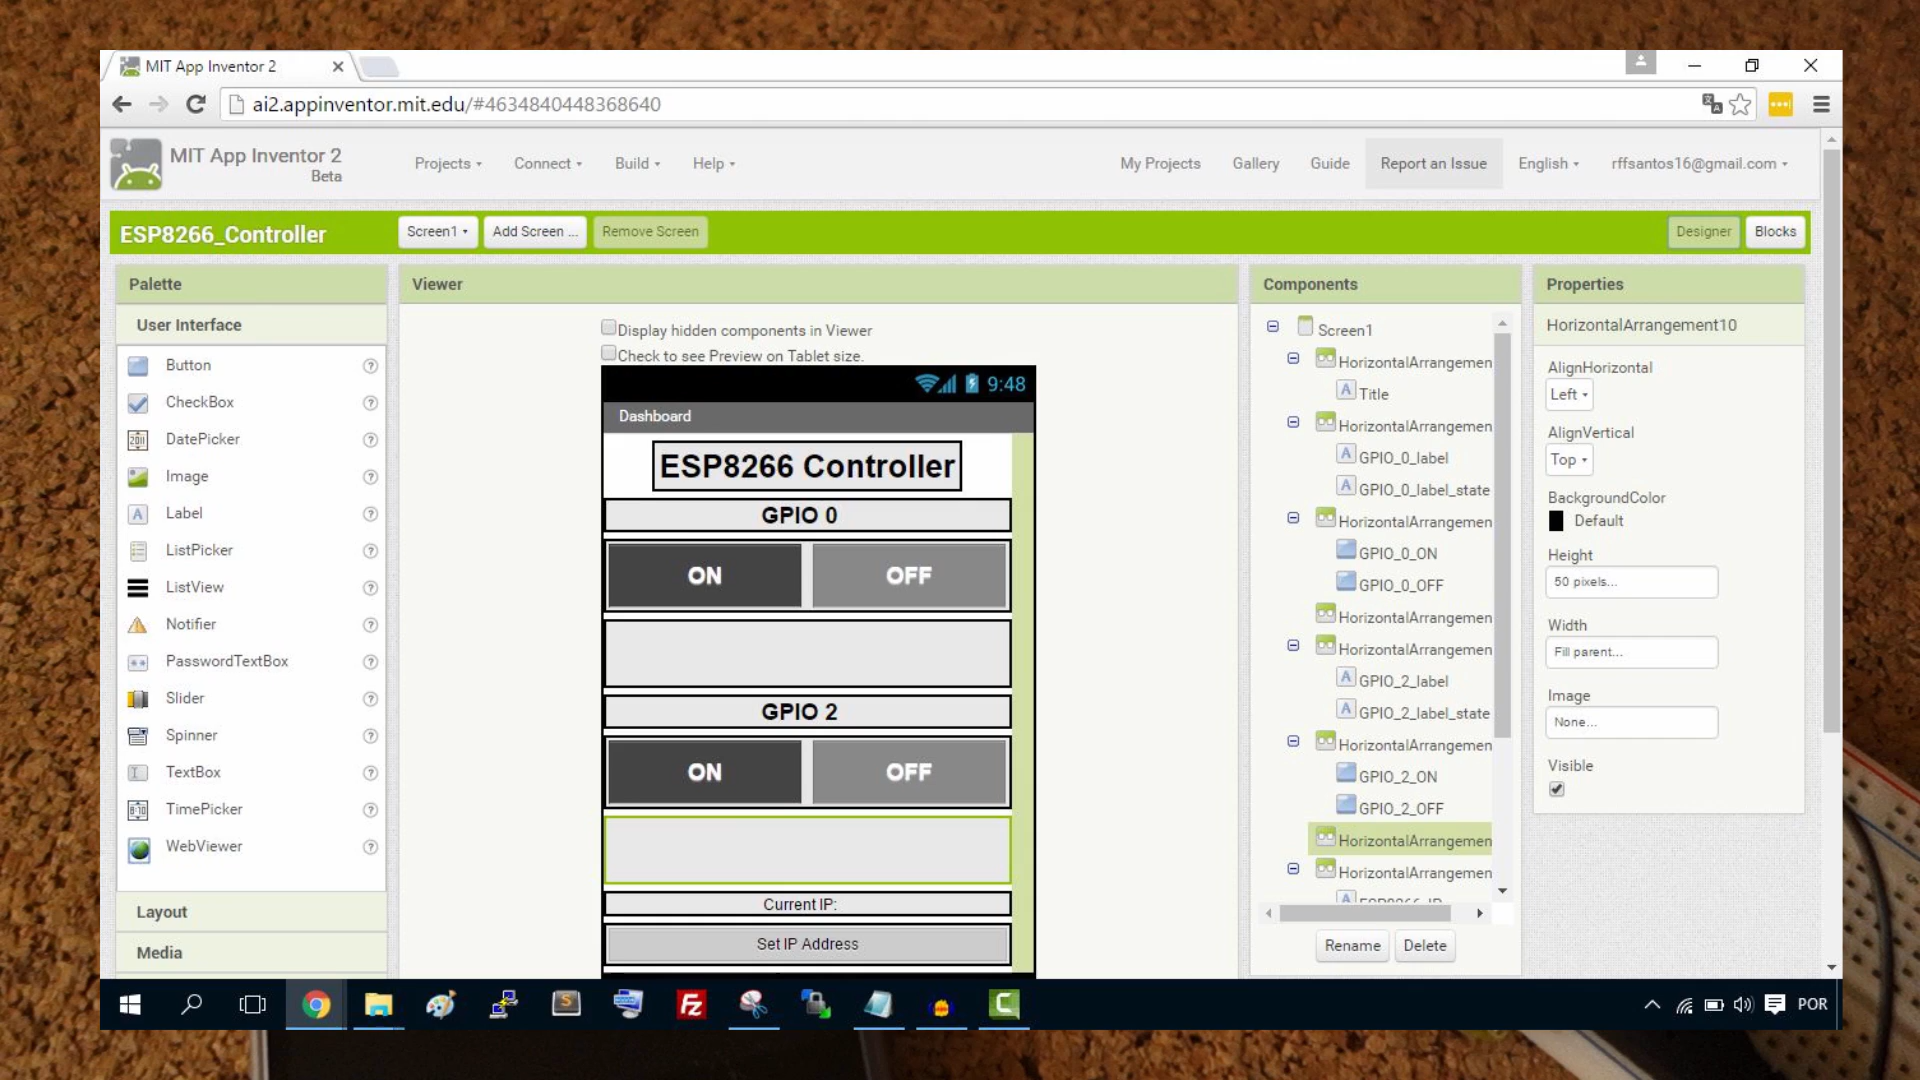 MIT App Inventor 2
ai2.appinventor.mit.edu/#4634840448368640
MIT App Inventor 2
Beta
Projects
Connect
Build
Help
My Projects
Gallery
Guide
Report an Issue
English
rffsantos16@gmail.com
ESP8266_Controller
Screen1
Add Screen ...
Remove Screen
Designer
Blocks
Palette
User Interface
Button
CheckBox
DatePicker
Image
Label
ListPicker
ListView
Notifier
PasswordTextBox
Slider
Spinner
TextBox
TimePicker
WebViewer
Layout
Media
Viewer
Display hidden components in Viewer
Check to see Preview on Tablet size.
9:48
Dashboard
ESP8266 Controller
GPIO 0
ON OFF
GPIO 2
ON OFF
Current IP:
Set IP Address
Components
Screen1
HorizontalArrangemen
Title
HorizontalArrangemen
GPIO_0_label
GPIO_0_label_state
HorizontalArrangemen
GPIO_0_ON
GPIO_0_OFF
HorizontalArrangemen
HorizontalArrangemen
GPIO_2_label
GPIO_2_label_state
HorizontalArrangemen
GPIO_2_ON
GPIO_2_OFF
HorizontalArrangemen
HorizontalArrangemen
Rename
Delete
Properties
HorizontalArrangement10
AlignHorizontal
Left
AlignVertical
Top
BackgroundColor
Default
Height
50 pixels...
Width
Fill parent...
Image
None...
Visible
POR